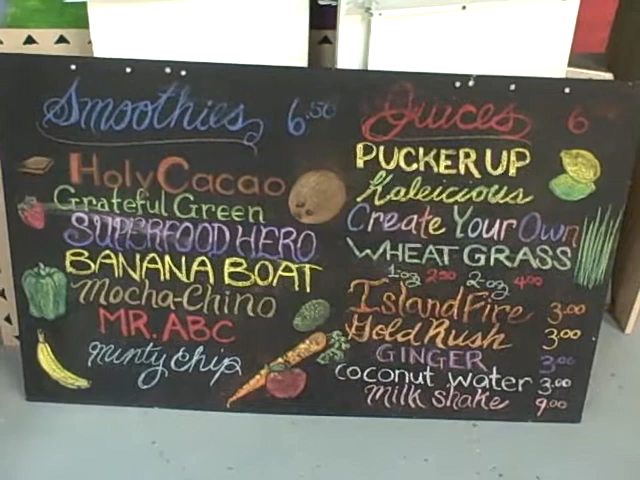 Smoothies 6.50
Holy Cacao
Grateful Green
SUPERFOOD HERO
BANANA BOAT
Mocha-Chino
MR. ABC
Minty Chip
Juices 6
PUCKER UP
Kaleicious
Create Your Own
WHEAT GRASS
1oz 2.50 2oz 4.00
Island Fire 3.00
Gold Rush 3.00
GINGER 3.00
coconut water 3.00
Milk shake 9.00